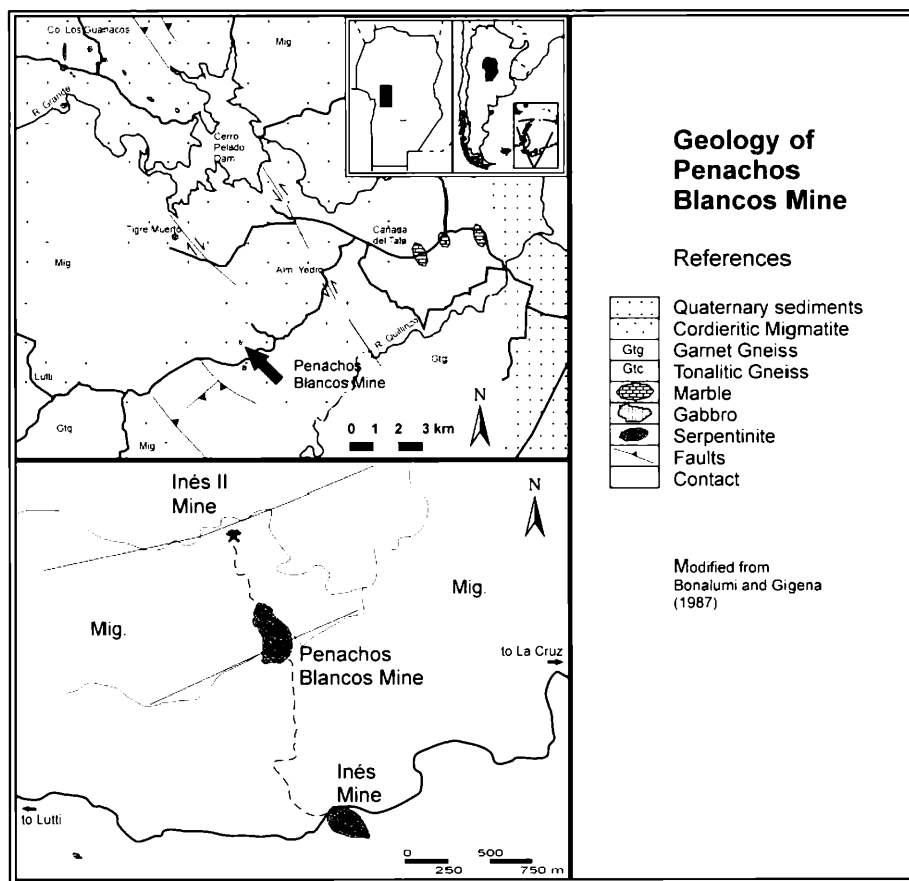 Co. Los Guanacos
Mig
R. Grande
Cerro
Pelado
Dam
Tigre Muerto
Cañada
del Tala
Mig
Alm. Yedro
R. Quillinzo
Gtg
Penachos
Blancos Mine
Lutti
Gtg
Mig
N
0 1 2 3 km
Inés II
Mine
N
Mig.
Mig.
to La Cruz
Penachos
Blancos Mine
Inés
Mine
to Lutti
0 500
250 750 m
Geology of
Penachos
Blancos Mine
References
Quaternary sediments
Cordieritic Migmatite
Gtg Garnet Gneiss
Gtc Tonalitic Gneiss
Marble
Gabbro
Serpentinite
Faults
Contact
Modified from
Bonalumi and Gigena
(1987)